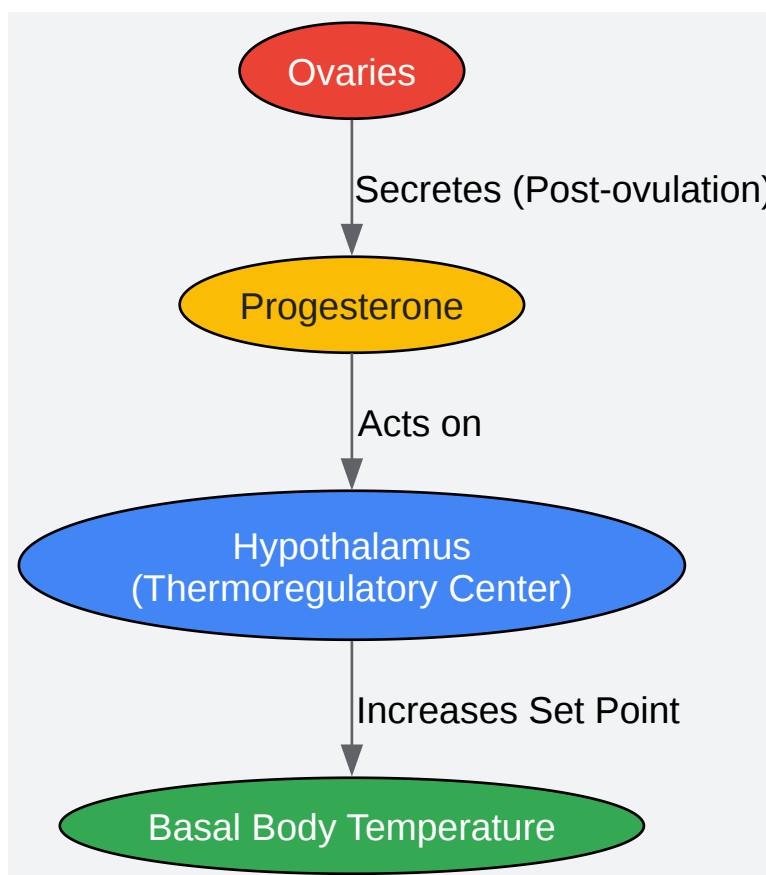 Ovaries
Secretes (Post-ovulation)
Progesterone
Acts on
Hypothalamus
(Thermoregulatory Center)
Increases Set Point
Basal Body Temperature